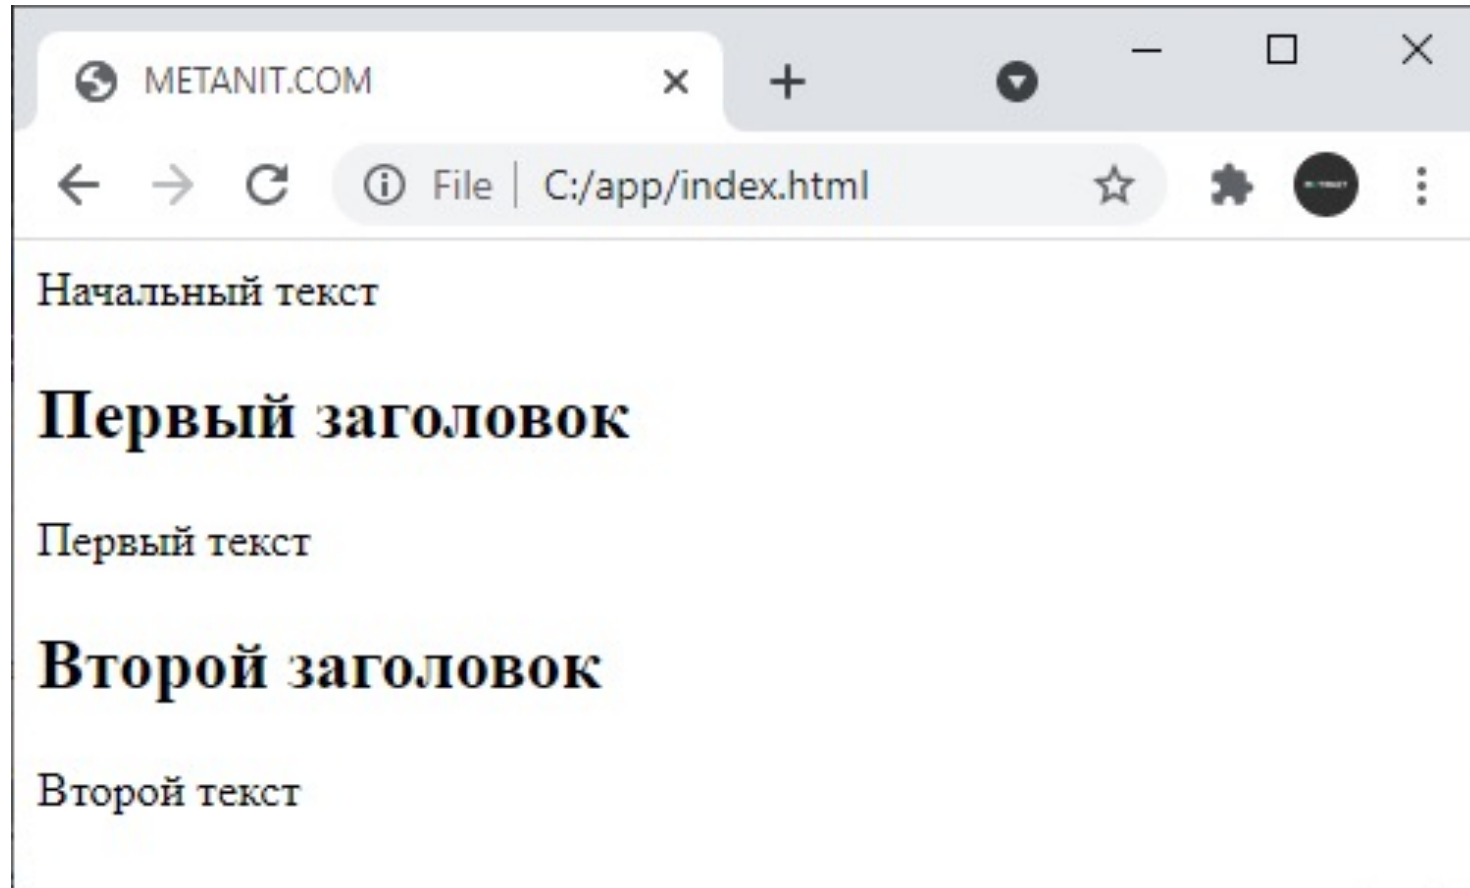 METANIT.COM
File | C:/app/index.html
Начальный текст
Первый заголовок
Первый текст
Второй заголовок
Второй текст